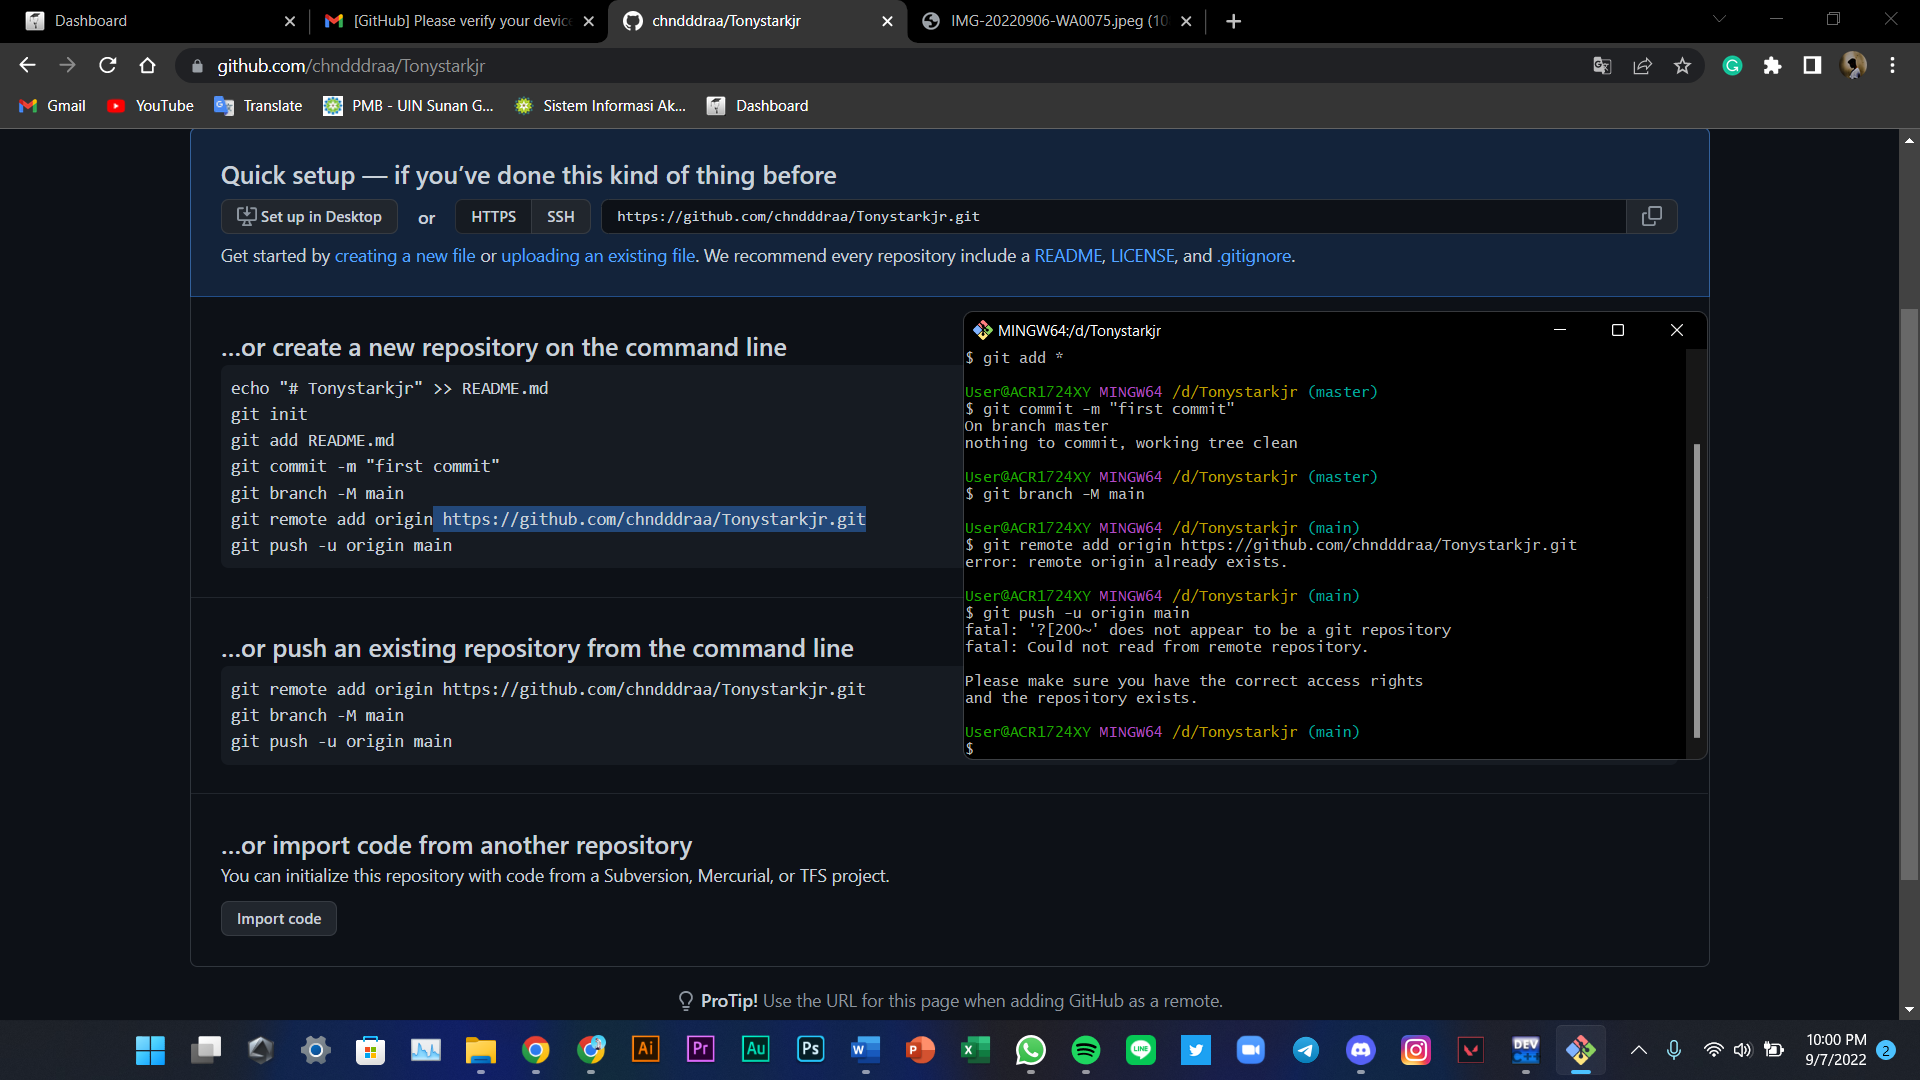 Dashboard
[GitHub] Please verify your device
chndddraa/Tonystarkjr
IMG-20220906-WA0075.jpeg (10
github.com/chndddraa/Tonystarkjr
Gmail
YouTube
Translate
PMB - UIN Sunan G...
Sistem Informasi Ak...
Dashboard
Quick setup — if you’ve done this kind of thing before
Set up in Desktop
or
HTTPS
SSH
https://github.com/chndddraa/Tonystarkjr.git
Get started by creating a new file or uploading an existing file. We recommend every repository include a README, LICENSE, and .gitignore.
…or create a new repository on the command line
echo "# Tonystarkjr" >> README.md
git init
git add README.md
git commit -m "first commit"
git branch -M main
git remote add origin https://github.com/chndddraa/Tonystarkjr.git
git push -u origin main
…or push an existing repository from the command line
git remote add origin https://github.com/chndddraa/Tonystarkjr.git
git branch -M main
git push -u origin main
…or import code from another repository
You can initialize this repository with code from a Subversion, Mercurial, or TFS project.
Import code
ProTip! Use the URL for this page when adding GitHub as a remote.
MINGW64:/d/Tonystarkjr
$ git add *
User@ACR1724XY MINGW64 /d/Tonystarkjr (master)
$ git commit -m "first commit"
On branch master
nothing to commit, working tree clean
User@ACR1724XY MINGW64 /d/Tonystarkjr (master)
$ git branch -M main
User@ACR1724XY MINGW64 /d/Tonystarkjr (main)
$ git remote add origin https://github.com/chndddraa/Tonystarkjr.git
error: remote origin already exists.
User@ACR1724XY MINGW64 /d/Tonystarkjr (main)
$ git push -u origin main
fatal: '?[200~' does not appear to be a git repository
fatal: Could not read from remote repository.
Please make sure you have the correct access rights
and the repository exists.
User@ACR1724XY MINGW64 /d/Tonystarkjr (main)
$
Ai
Pr
Au
Ps
W
P
X
LINE
DEV
10:00 PM
9/7/2022
2